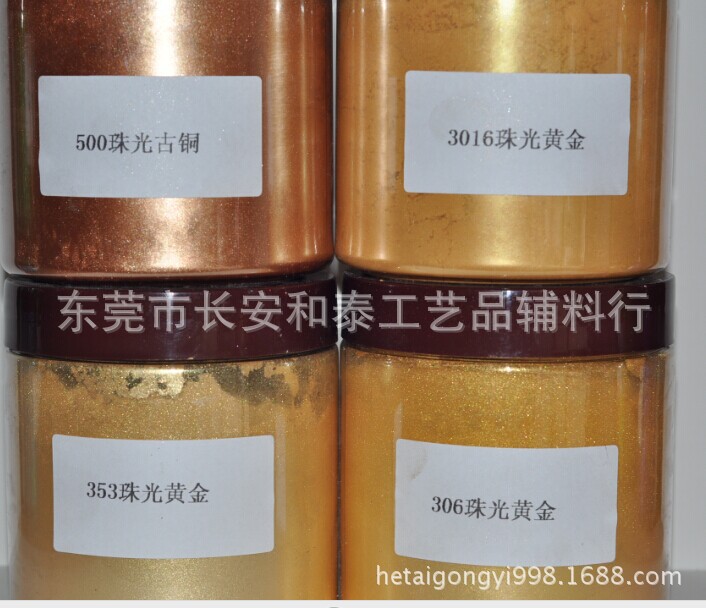 500珠光古铜
3016珠光黄金
东莞市长安和泰工艺品辅料行
353珠光黄金
306珠光黄金
hetaigongyi998.1688.com